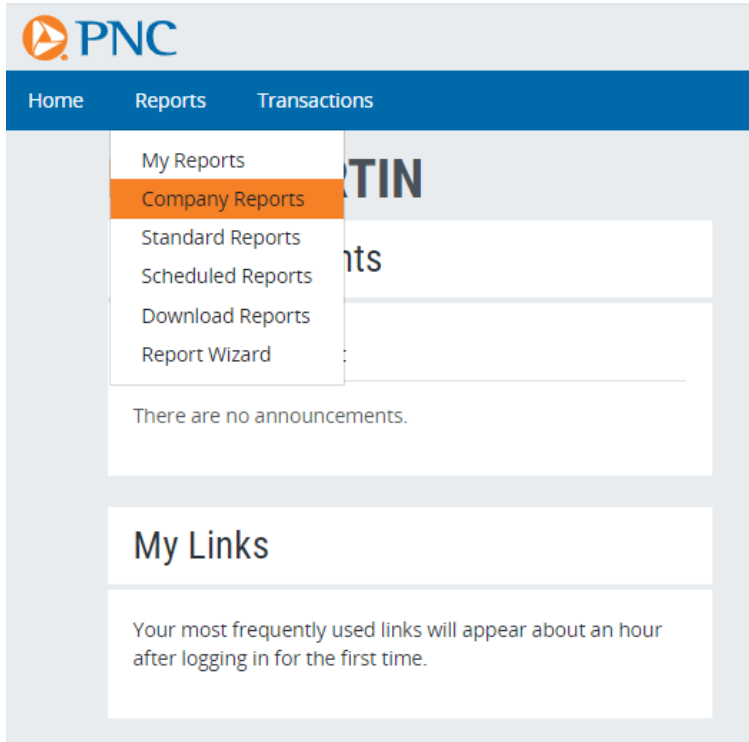 PNC
Home Reports Transactions
My Reports
Company Reports
Standard Reports
Scheduled Reports
Download Reports
Report Wizard
There are no announcements.
My Links
Your most frequently used links will appear about an hour
after logging in for the first time.